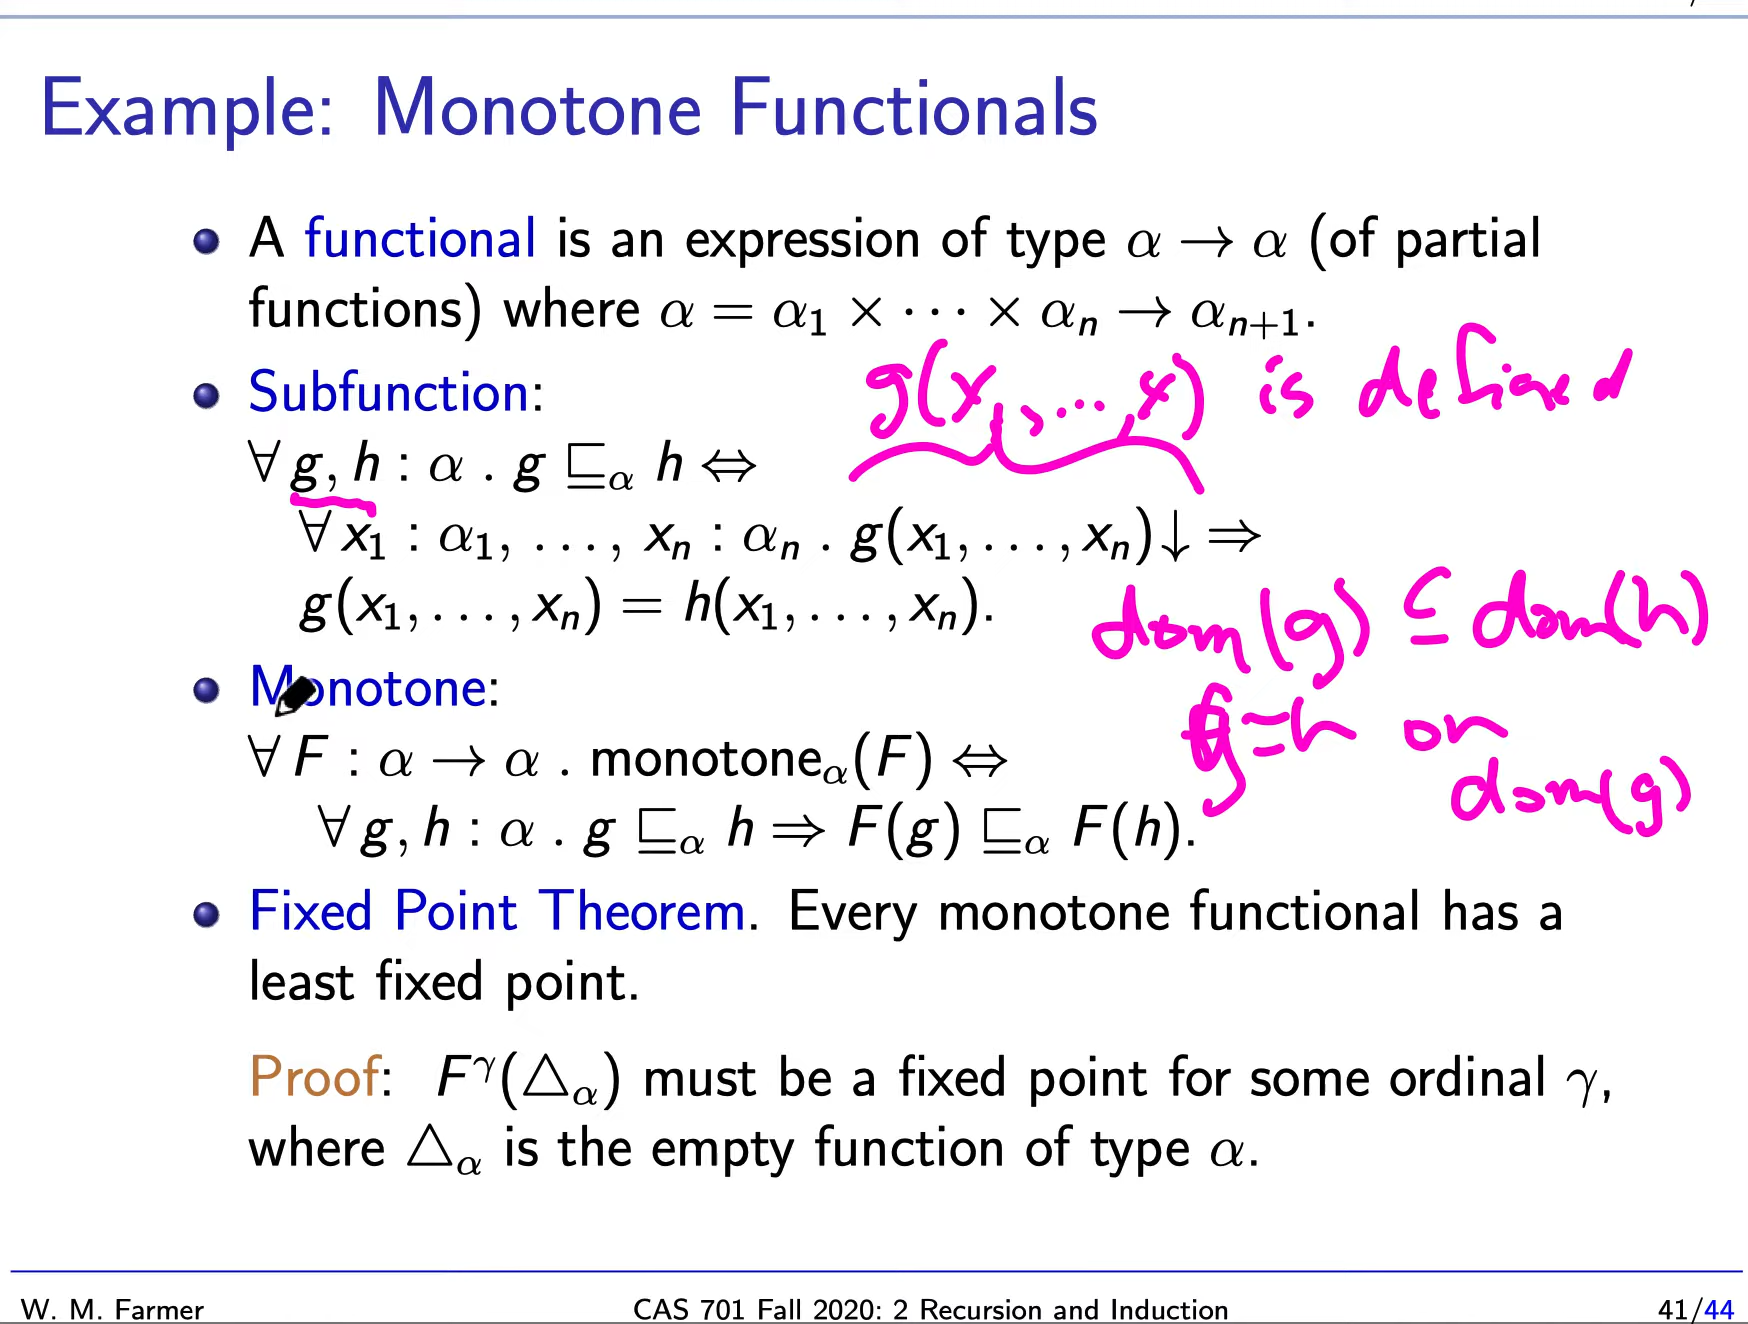 Example: Monotone Functionals
A functional is an expression of type α → α (of partial
functions) where α = α₁ × · · · × αₙ → αₙ₊₁.
Subfunction:
g(x₁, ..., x) is defined
∀ g, h : α . g ⊑α h ⇔
∀ x₁ : α₁, . . . , xₙ : αₙ . g(x₁, . . . , xₙ)↓ ⇒
g(x₁, . . . , xₙ) = h(x₁, . . . , xₙ).
dom(g) ⊆ dom(h)
Monotone:
g = h on
dom(g)
∀ F : α → α . monotoneα(F) ⇔
∀ g, h : α . g ⊑α h ⇒ F(g) ⊑α F(h).
Fixed Point Theorem. Every monotone functional has a
least fixed point.
Proof: F^γ(△α) must be a fixed point for some ordinal γ,
where △α is the empty function of type α.
W. M. Farmer
CAS 701 Fall 2020: 2 Recursion and Induction
41/44